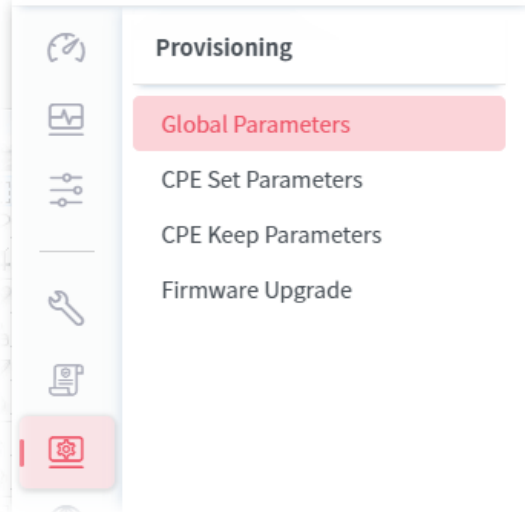 Provisioning
Global Parameters
CPE Set Parameters
CPE Keep Parameters
Firmware Upgrade